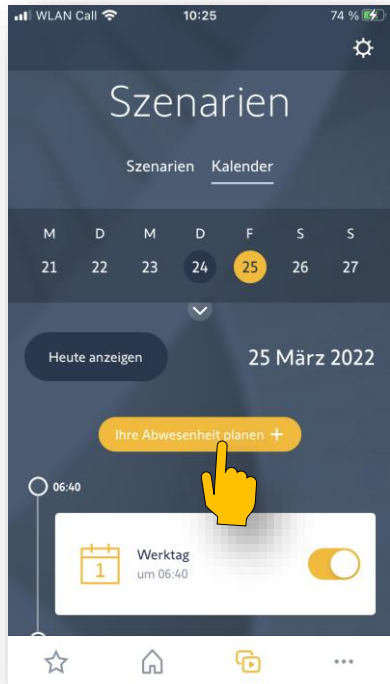 WLAN Call 10:25 74 %
Szenarien
Szenarien Kalender
M D M D F S S
21 22 23 24 25 26 27
Heute anzeigen 25 März 2022
Ihre Abwesenheit planen +
06:40
1 Werktag
um 06:40